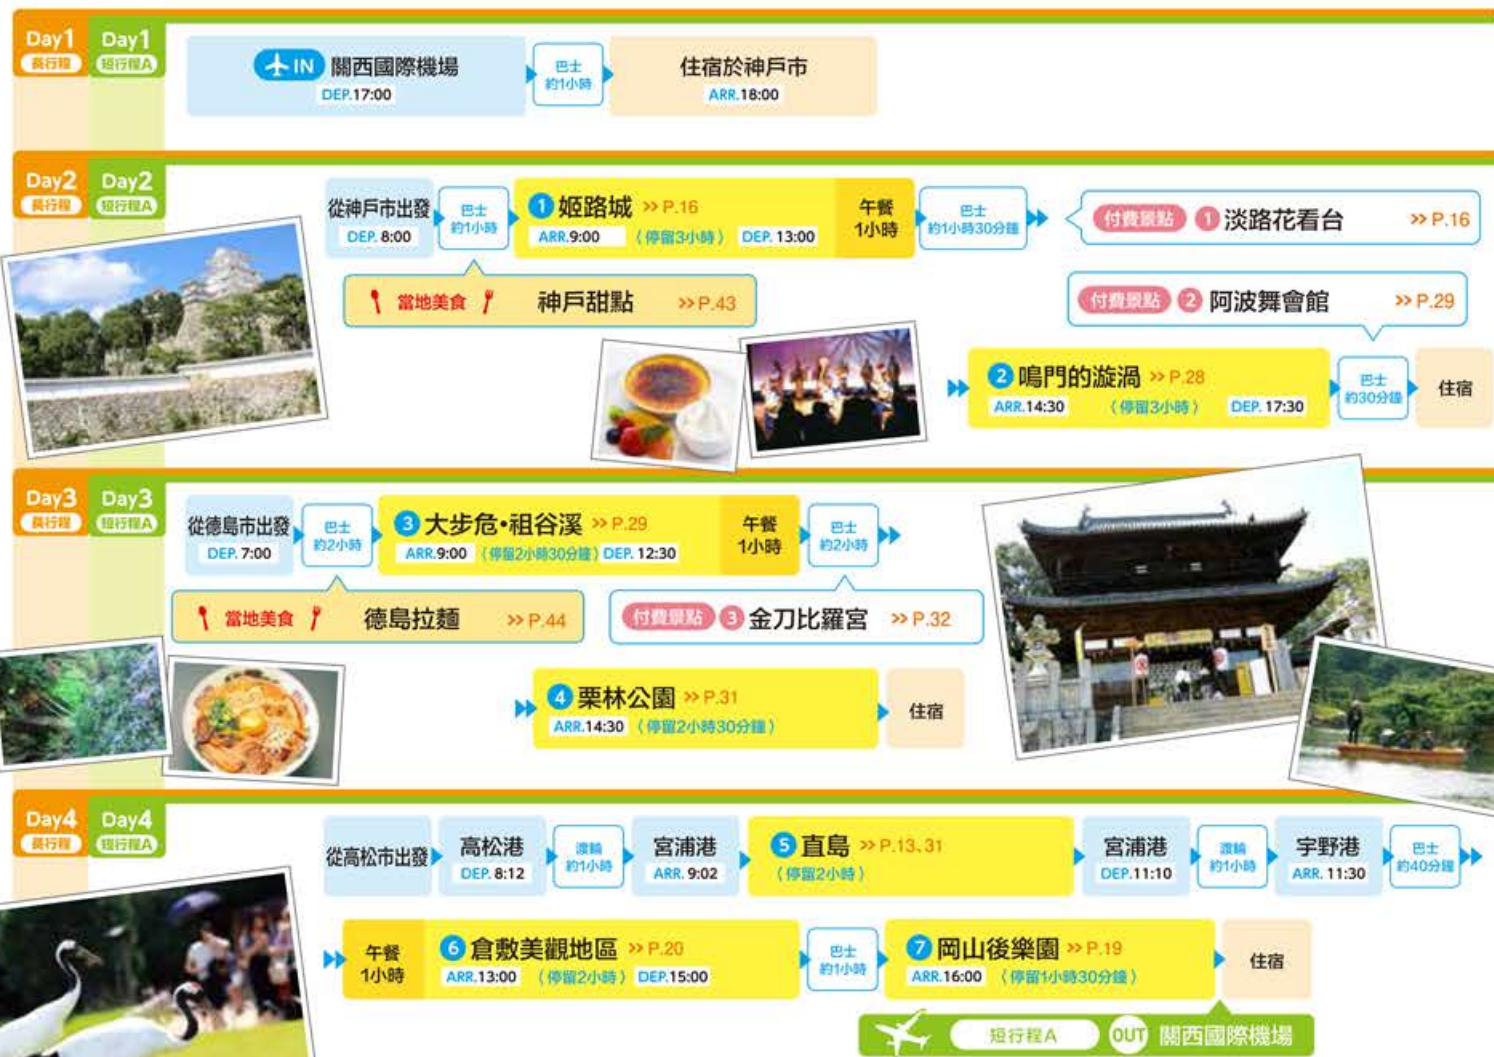 Day1
長行程
Day1
短行程A
IN 關西國際機場
DEP.17:00
巴士
約1小時
住宿於神戶市
ARR.18:00
Day2
長行程
Day2
短行程A
從神戶市出發
DEP. 8:00
巴士
約1小時
1 姬路城 >> P.16
ARR.9:00 (停留3小時) DEP. 13:00
午餐
1小時
巴士
約1小時30分鐘
付費景點 1 淡路花看台 >> P.16
當地美食 神戶甜點 >> P.43
付費景點 2 阿波舞會館 >> P.29
2 鳴門的漩渦 >> P.28
ARR.14:30 (停留3小時) DEP. 17:30
巴士
約30分鐘
住宿
Day3
長行程
Day3
短行程A
從德島市出發
DEP. 7:00
巴士
約2小時
3 大步危•祖谷溪 >> P.29
ARR.9:00 (停留2小時30分鐘) DEP. 12:30
午餐
1小時
巴士
約2小時
當地美食 德島拉麵 >> P.44
付費景點 3 金刀比羅宮 >> P.32
4 栗林公園 >> P.31
ARR.14:30 (停留2小時30分鐘)
住宿
Day4
長行程
Day4
短行程A
從高松市出發
高松港
DEP. 8:12
渡輪
約1小時
宮浦港
ARR. 9:02
5 直島 >> P.13、31
(停留2小時)
宮浦港
DEP.11:10
渡輪
約1小時
宇野港
ARR. 11:30
巴士
約40分鐘
午餐
1小時
6 倉敷美觀地區 >> P.20
ARR.13:00 (停留2小時) DEP.15:00
巴士
約1小時
7 岡山後樂園 >> P.19
ARR.16:00 (停留1小時30分鐘)
住宿
短行程A OUT 關西國際機場